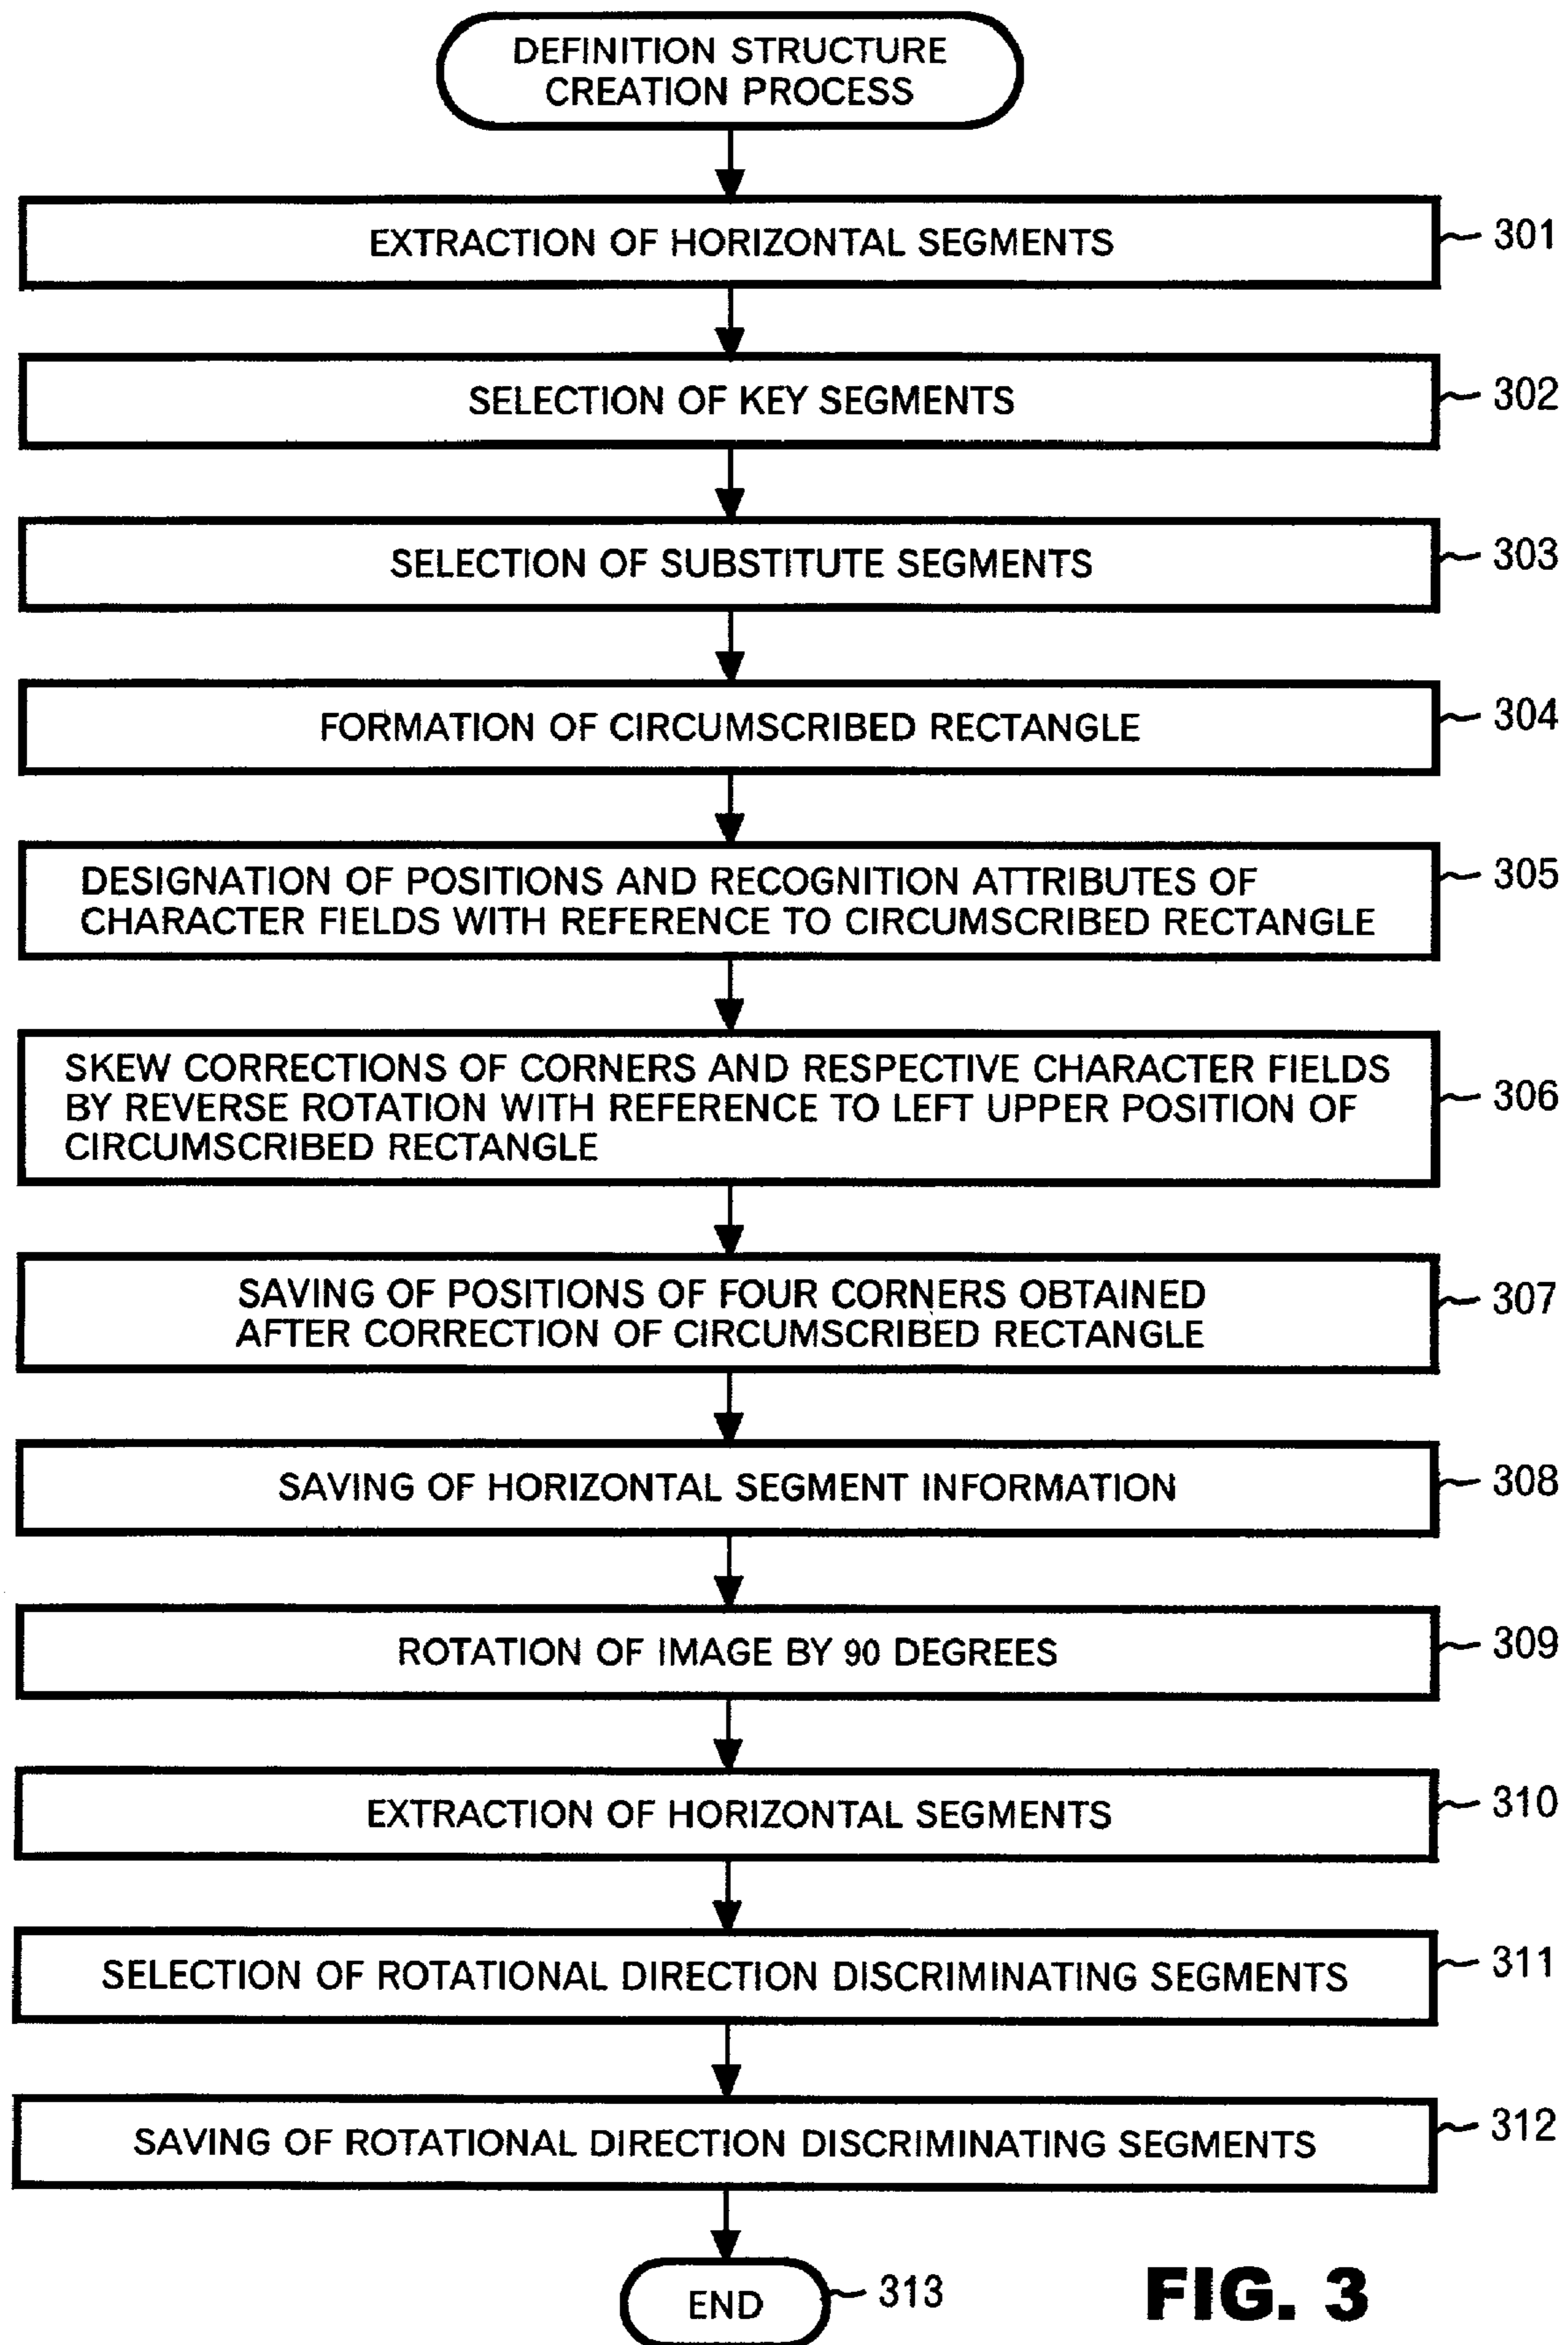 DEFINITION STRUCTURE
CREATION PROCESS
EXTRACTION OF HORIZONTAL SEGMENTS
301
SELECTION OF KEY SEGMENTS
302
SELECTION OF SUBSTITUTE SEGMENTS
303
FORMATION OF CIRCUMSCRIBED RECTANGLE
304
DESIGNATION OF POSITIONS AND RECOGNITION ATTRIBUTES OF
CHARACTER FIELDS WITH REFERENCE TO CIRCUMSCRIBED RECTANGLE
305
SKEW CORRECTIONS OF CORNERS AND RESPECTIVE CHARACTER FIELDS
BY REVERSE ROTATION WITH REFERENCE TO LEFT UPPER POSITION OF
CIRCUMSCRIBED RECTANGLE
306
SAVING OF POSITIONS OF FOUR CORNERS OBTAINED
AFTER CORRECTION OF CIRCUMSCRIBED RECTANGLE
307
SAVING OF HORIZONTAL SEGMENT INFORMATION
308
ROTATION OF IMAGE BY 90 DEGREES
309
EXTRACTION OF HORIZONTAL SEGMENTS
310
SELECTION OF ROTATIONAL DIRECTION DISCRIMINATING SEGMENTS
311
SAVING OF ROTATIONAL DIRECTION DISCRIMINATING SEGMENTS
312
END
313
FIG. 3